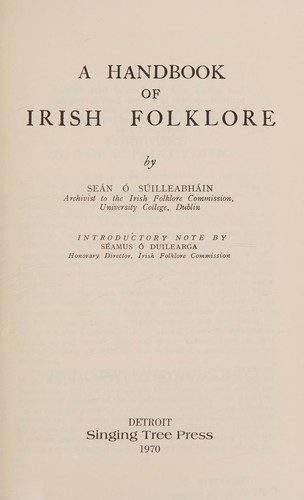 A HANDBOOK
OF
IRISH FOLKLORE
by
SEÁN Ó SÚILLEABHÁIN
Archivist to the Irish Folklore Commission,
University College, Dublin
INTRODUCTORY NOTE BY
SÉAMUS Ó DUILEARGA
Honorary Director, Irish Folklore Commission
DETROIT
Singing Tree Press
1970